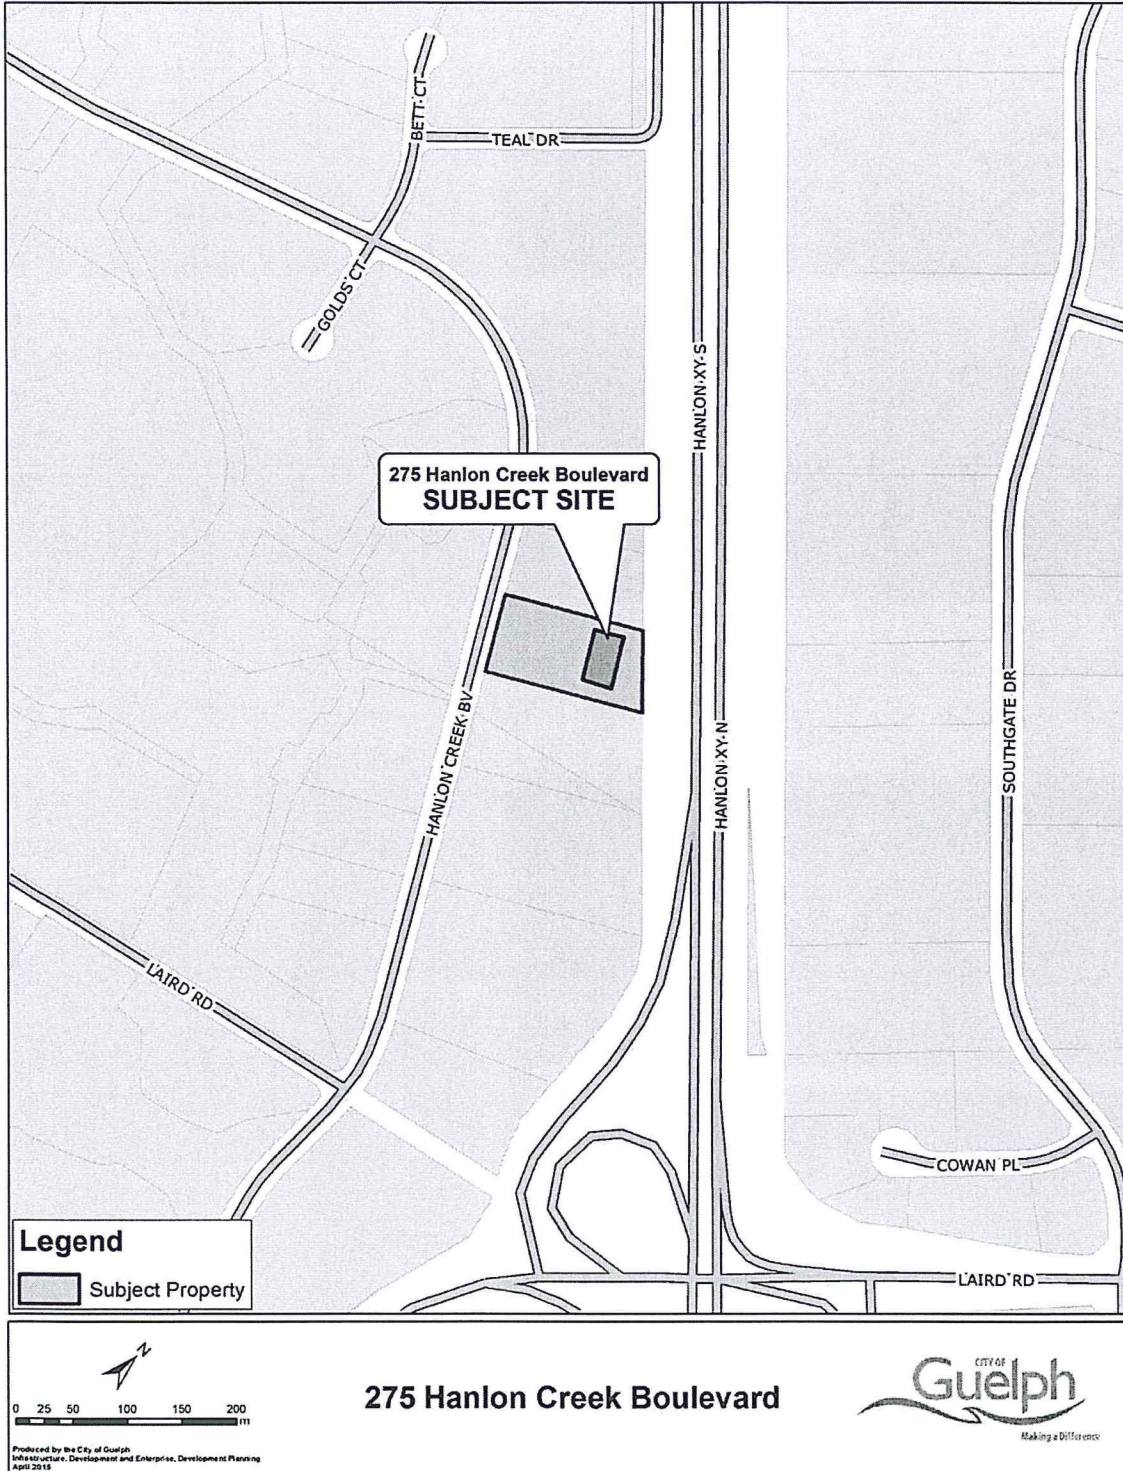 BETT CT
TEAL DR
GOLDS CT
HANLON XY S
275 Hanlon Creek Boulevard
SUBJECT SITE
HANLON CREEK BV
HANLON XY N
SOUTHGATE DR
LAIRD RD
COWAN PL
LAIRD RD
Legend
Subject Property
N
0 25 50 100 150 200
m
Produced by the City of Guelph
Infrastructure, Development and Enterprise, Development Planning
April 2015
275 Hanlon Creek Boulevard
CITY OF
Guelph
Making a Difference